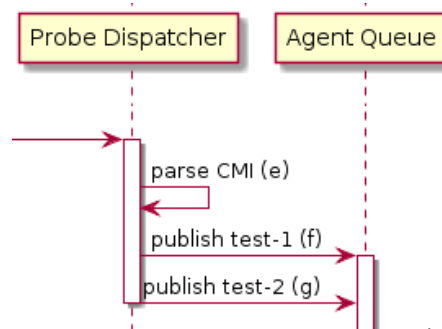 Probe Dispatcher
Agent Queue
parse CMI (e)
publish test-1 (f)
publish test-2 (g)